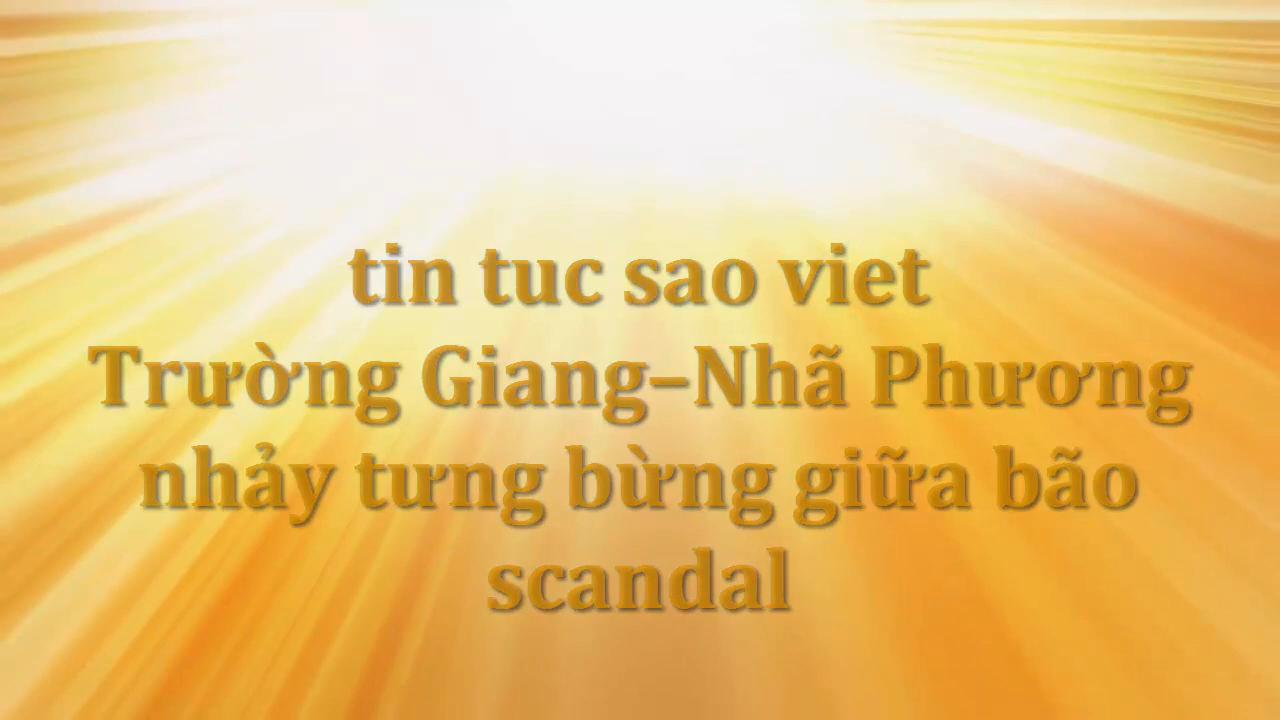 tin tuc sao viet
Trường Giang–Nhã Phương
nhảy tưng bừng giữa bão
scandal